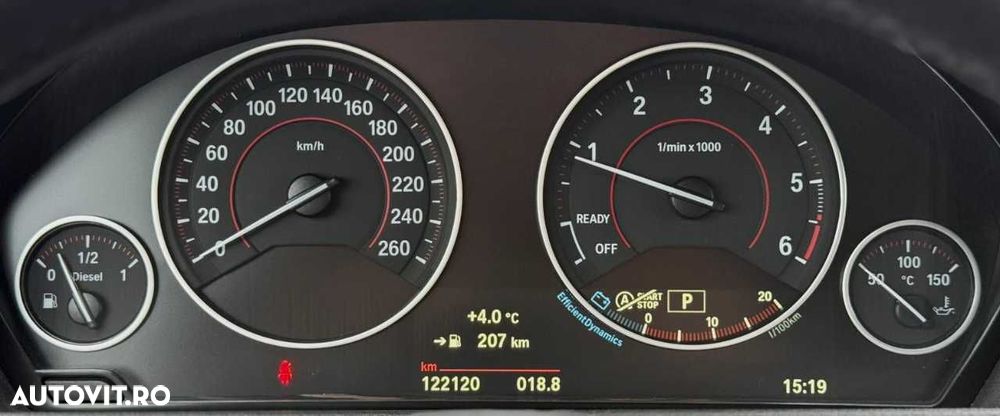 0 20 40 60 80 100 120 140 160 180 200 220 240 260
km/h
1 2 3 4 5 6
1/min x 1000
READY
OFF
0 1/2 1
Diesel
50 100 150
°C
EfficientDynamics
A START
STOP
P
0 10 20
l/100km
+4.0 °C
207 km
km
122120 018.8
15:19
AUTOVIT.RO